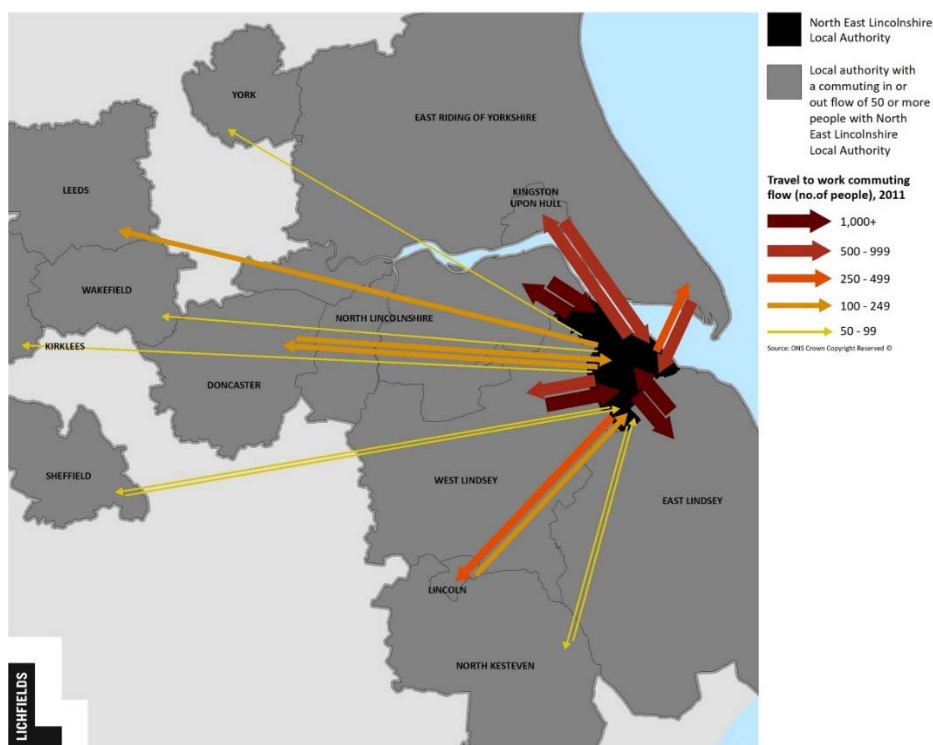 North East Lincolnshire
Local Authority
Local authority with
a commuting in or
out flow of 50 or more
people with North
East Lincolnshire
Local Authority
Travel to work commuting
flow (no.of people), 2011
1,000+
500 - 999
250 - 499
100 - 249
50 - 99
Source: ONS Crown Copyright Reserved ©
YORK
EAST RIDING OF YORKSHIRE
LEEDS
KINGSTON
UPON HULL
WAKEFIELD
NORTH LINCOLNSHIRE
KIRKLEES
DONCASTER
SHEFFIELD
WEST LINDSEY
EAST LINDSEY
LINCOLN
NORTH KESTEVEN
LICHFIELDS